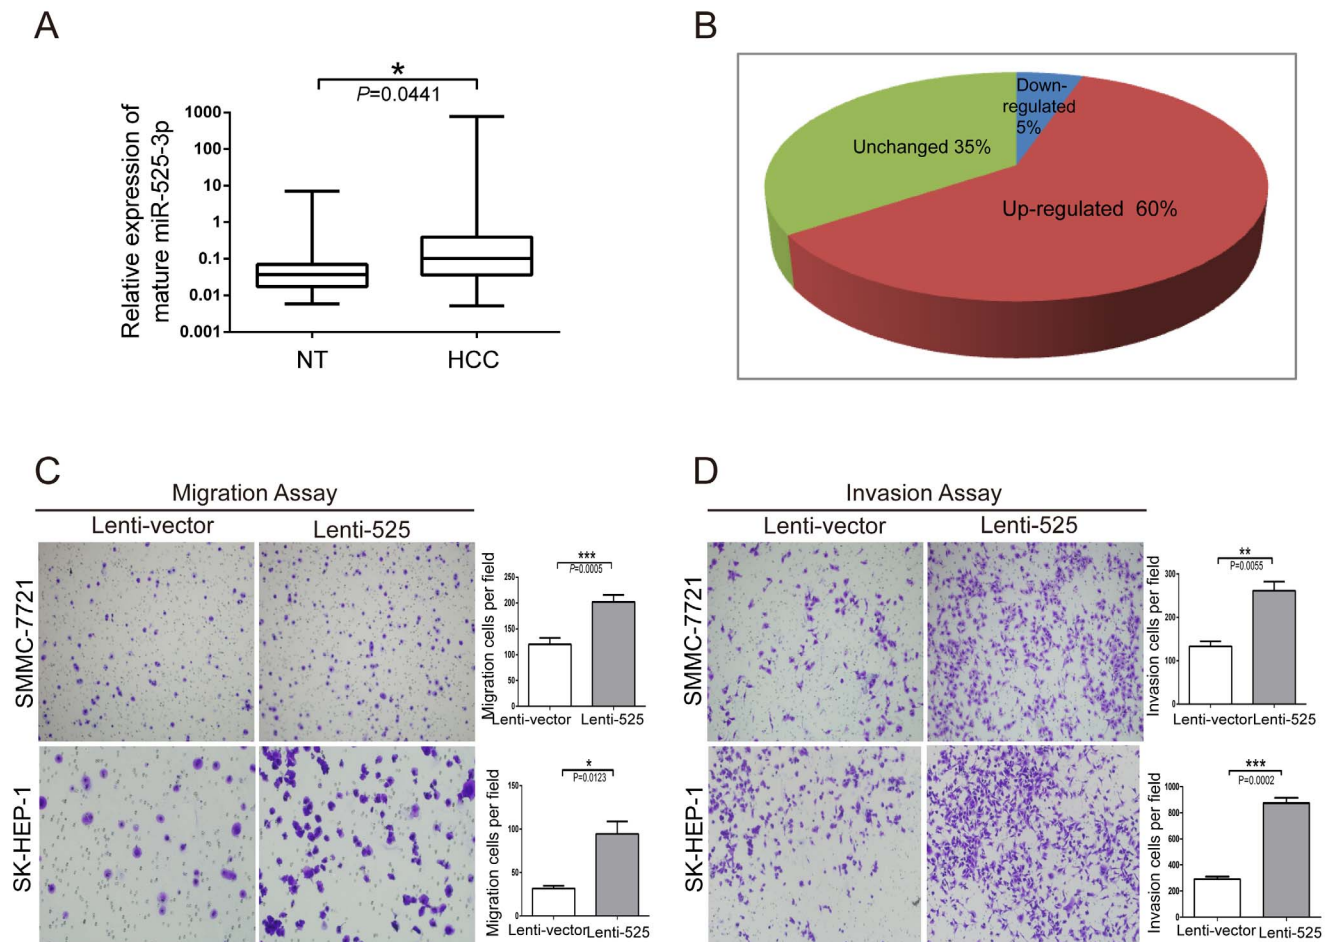 A
*
P=0.0441
Relative expression of
mature miR-525-3p
1000
100
10
1
0.1
0.01
0.001
NT
HCC
B
Down-
regulated
5%
Unchanged 35%
Up-regulated 60%
C
Migration Assay
Lenti-vector
Lenti-525
SMMC-7721
SK-HEP-1
***
P=0.0005
Migration cells per field
250
200
150
100
50
0
Lenti-vector
Lenti-525
*
P=0.0123
Migration cells per field
150
100
50
0
Lenti-vector
Lenti-525
D
Invasion Assay
Lenti-vector
Lenti-525
SMMC-7721
SK-HEP-1
**
P=0.0055
Invasion cells per field
300
200
100
0
Lenti-vector
Lenti-525
***
P=0.0002
Invasion cells per field
1000
800
600
400
200
0
Lenti-vector
Lenti-525